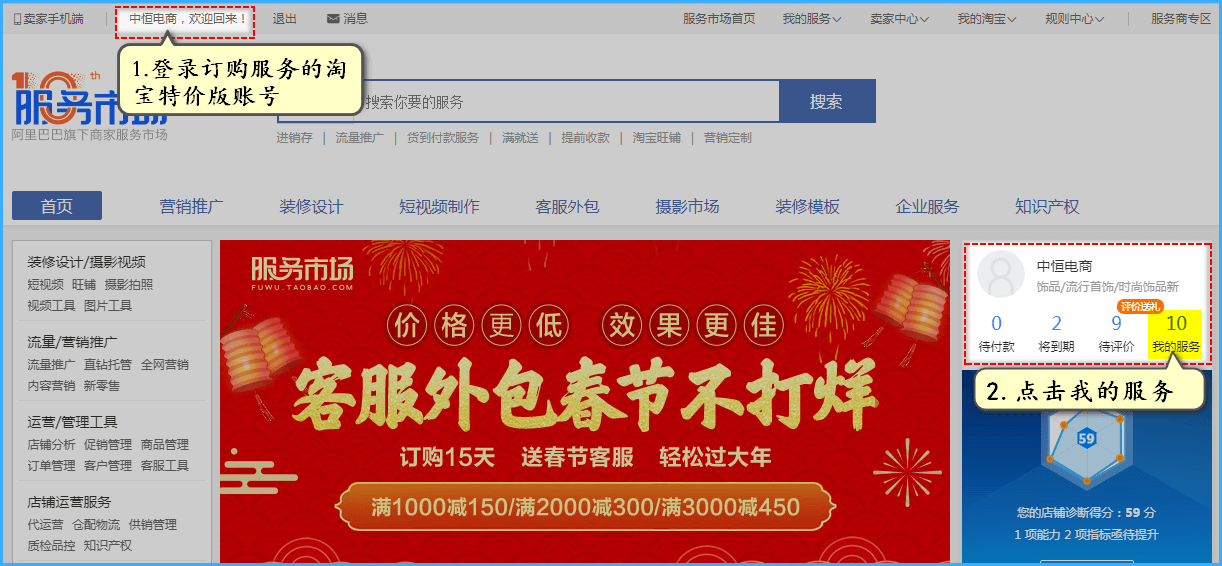 卖家手机端
中恒电商，欢迎回来！
退出
消息
服务市场首页
我的服务
卖家中心
我的淘宝
规则中心
服务商专区
1.登录订购服务的淘
宝特价版账号
10th
服务市场
阿里巴巴旗下商家服务市场
搜索你要的服务
搜索
进销存 | 流量推广 | 货到付款服务 | 满就送 | 提前收款 | 淘宝旺铺 | 营销定制
首页
营销推广
装修设计
短视频制作
客服外包
摄影市场
装修模板
企业服务
知识产权
装修设计/摄影视频
短视频 旺铺 摄影拍照
视频工具 图片工具
流量/营销推广
流量推广 直钻托管 全网营销
内容营销 新零售
运营/管理工具
店铺分析 促销管理 商品管理
订单管理 客户管理 客服工具
店铺运营服务
代运营 仓配物流 供销管理
质检品控 知识产权
服务市场
FUWU.TAOBAO.COM
价格更低 效果更佳
客服外包春节不打烊
订购15天 送春节客服 轻松过大年
满1000减150/满2000减300/满3000减450
中恒电商
饰品/流行首饰/时尚饰品新
评价送礼
0 2 9 10
待付款 将到期 待评价 我的服务
2. 点击我的服务
59
您的店铺诊断得分：59 分
1 项能力 2 项指标亟待提升